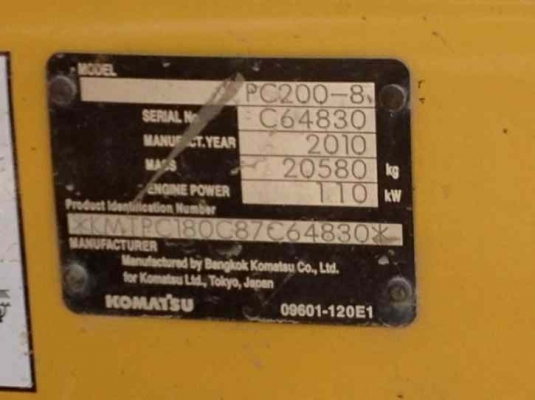 MODEL PC200-8
SERIAL No. C64830
MANUFACT.YEAR 2010
MASS 20580 kg
ENGINE POWER 110 kW
Product Identification Number
*KMTPC180C87C64830*
MANUFACTURER
Manufactured by Bangkok Komatsu Co., Ltd.
for Komatsu Ltd., Tokyo, Japan
KOMATSU 09601-120E1